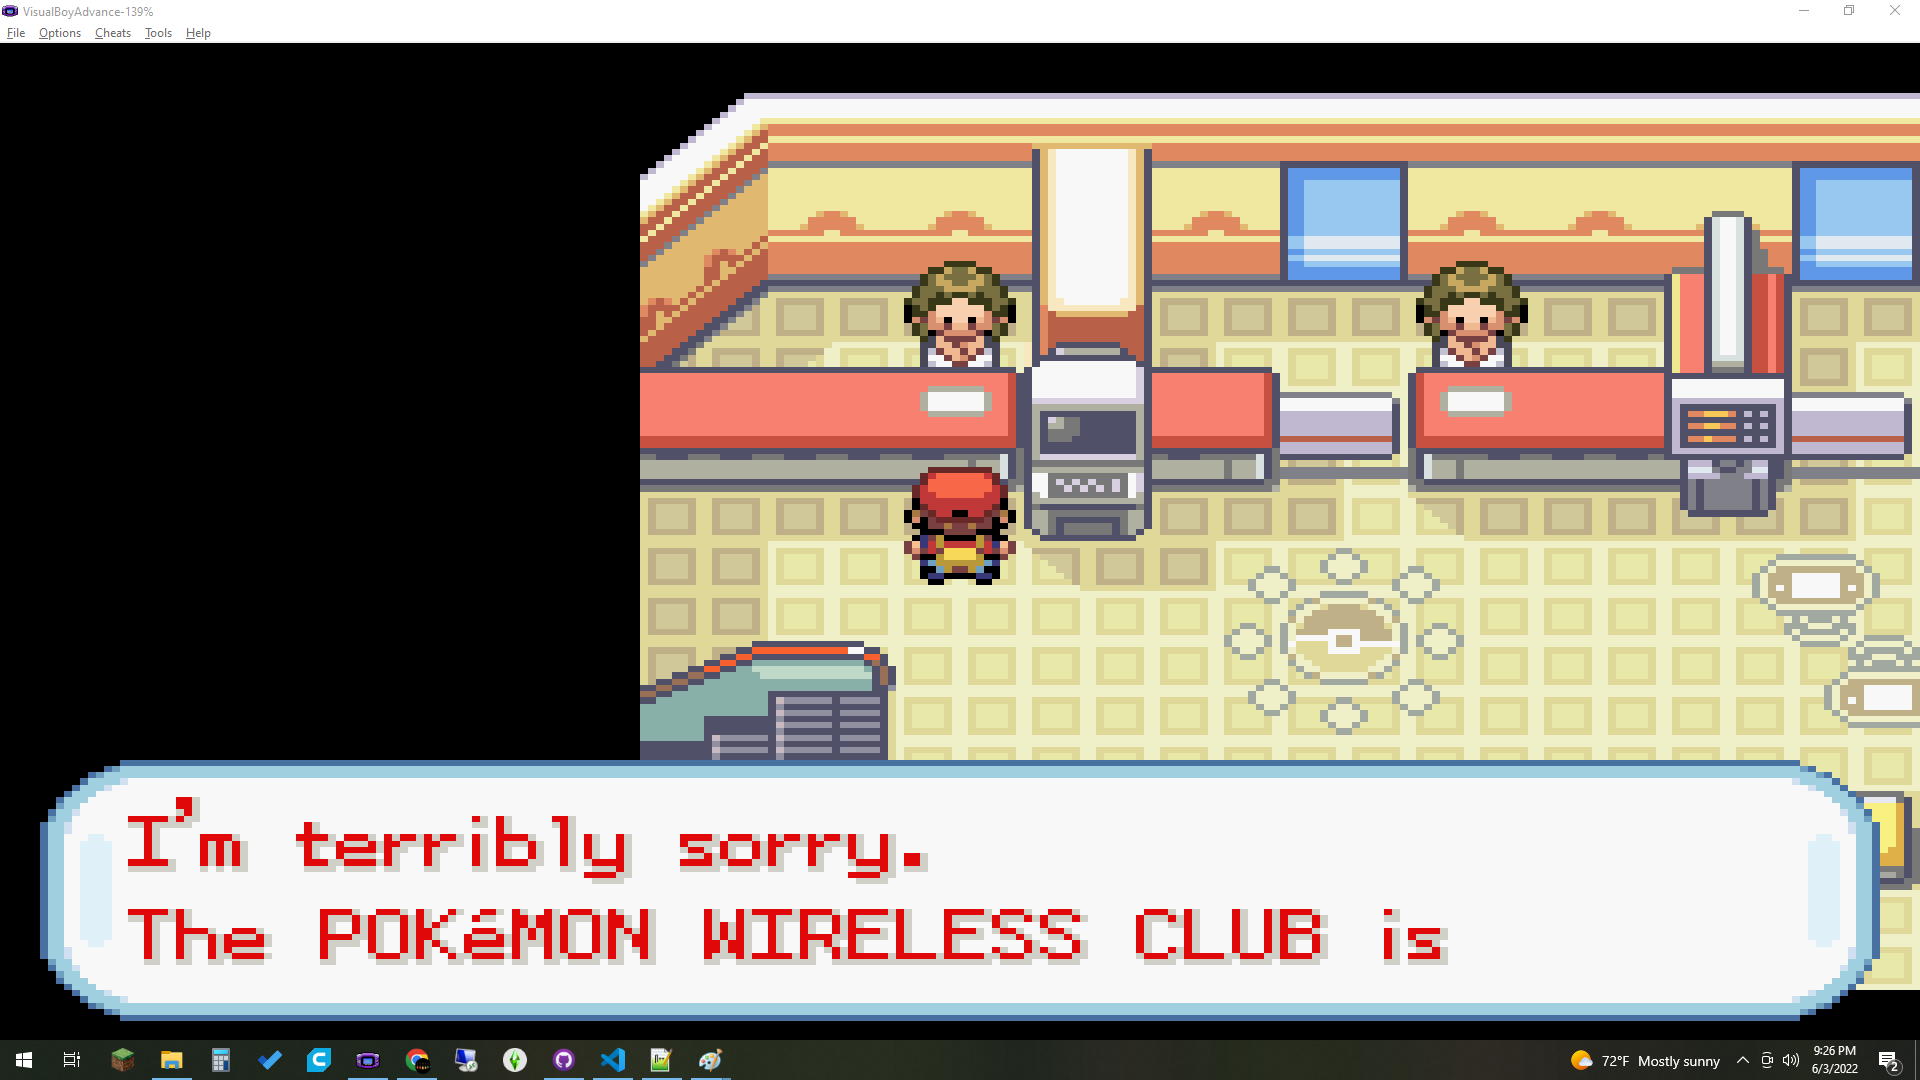 VisualBoyAdvance-139%
File Options Cheats Tools Help
I'm terribly sorry.
The POKéMON WIRELESS CLUB is
72°F Mostly sunny
9:26 PM
6/3/2022
2